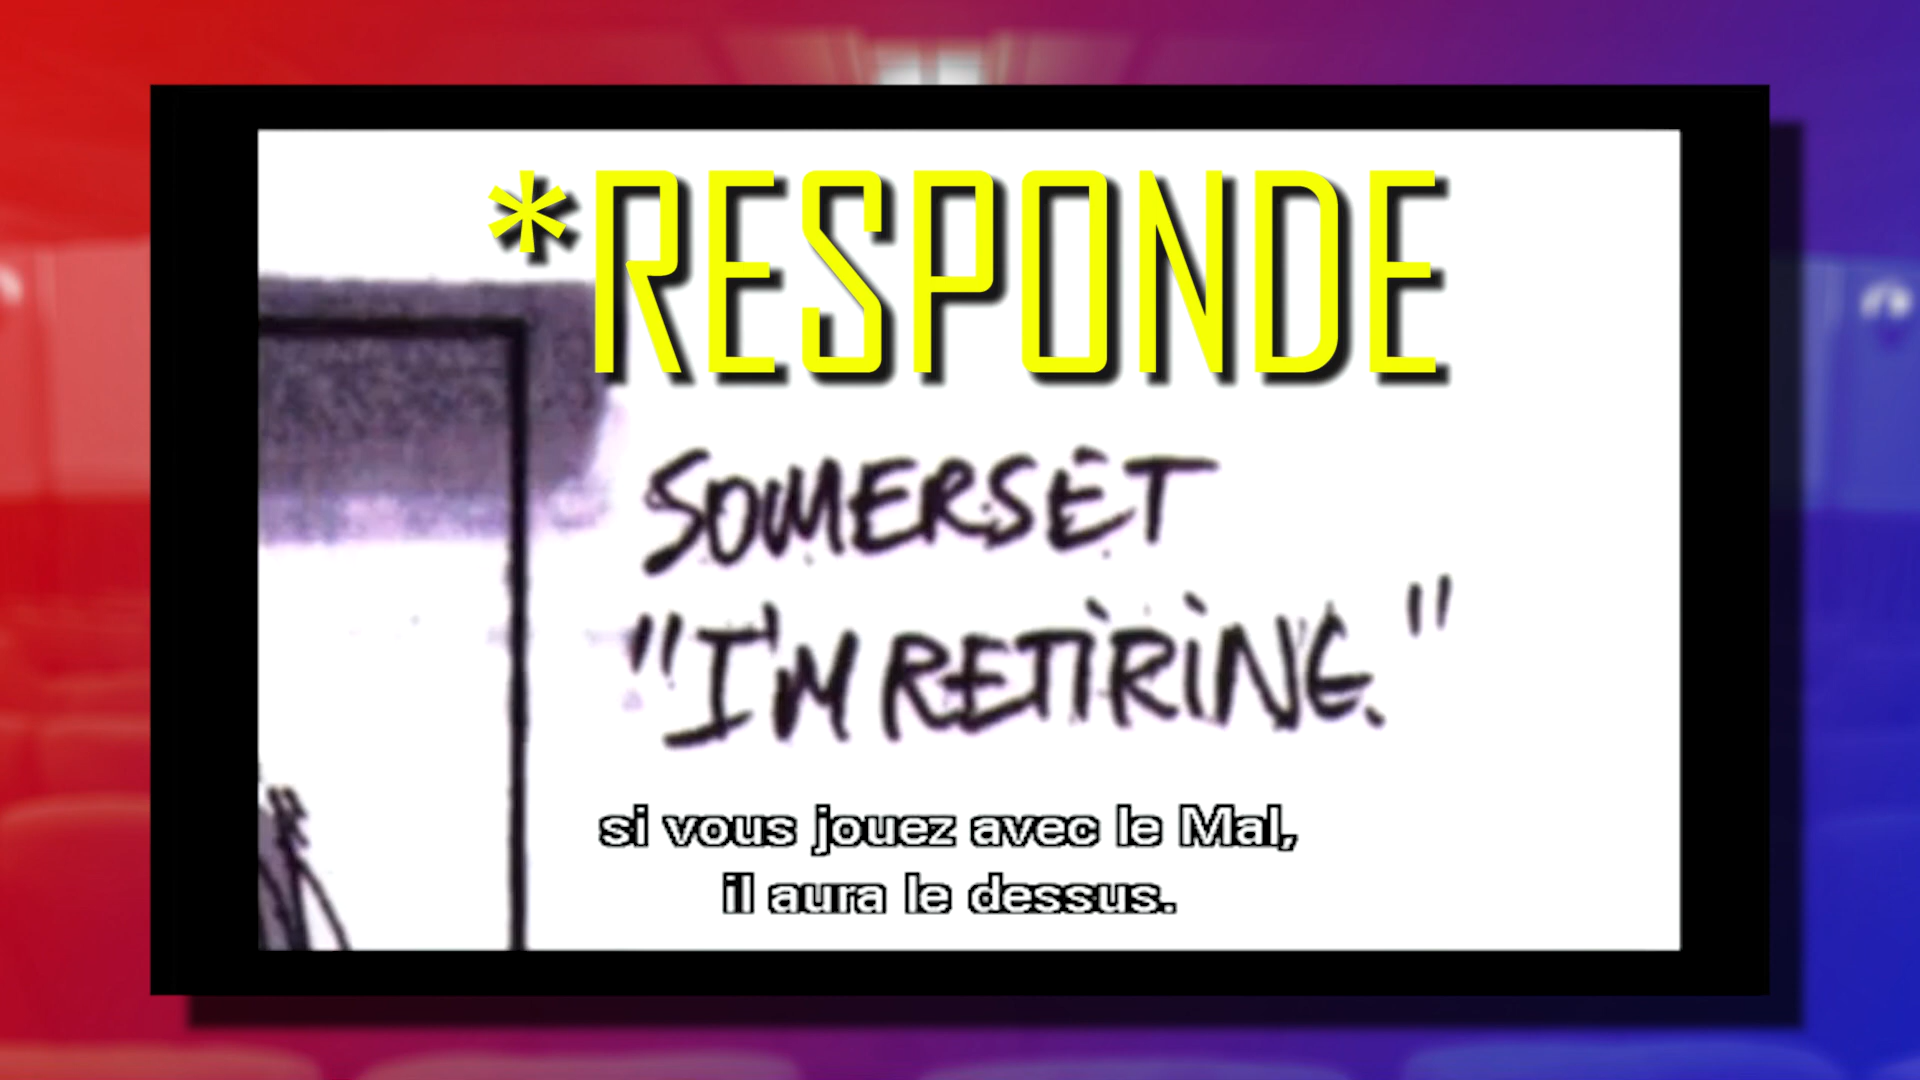 *RESPONDE
SOMERSET
"I'M RETIRING."
si vous jouez avec le Mal,
il aura le dessus.